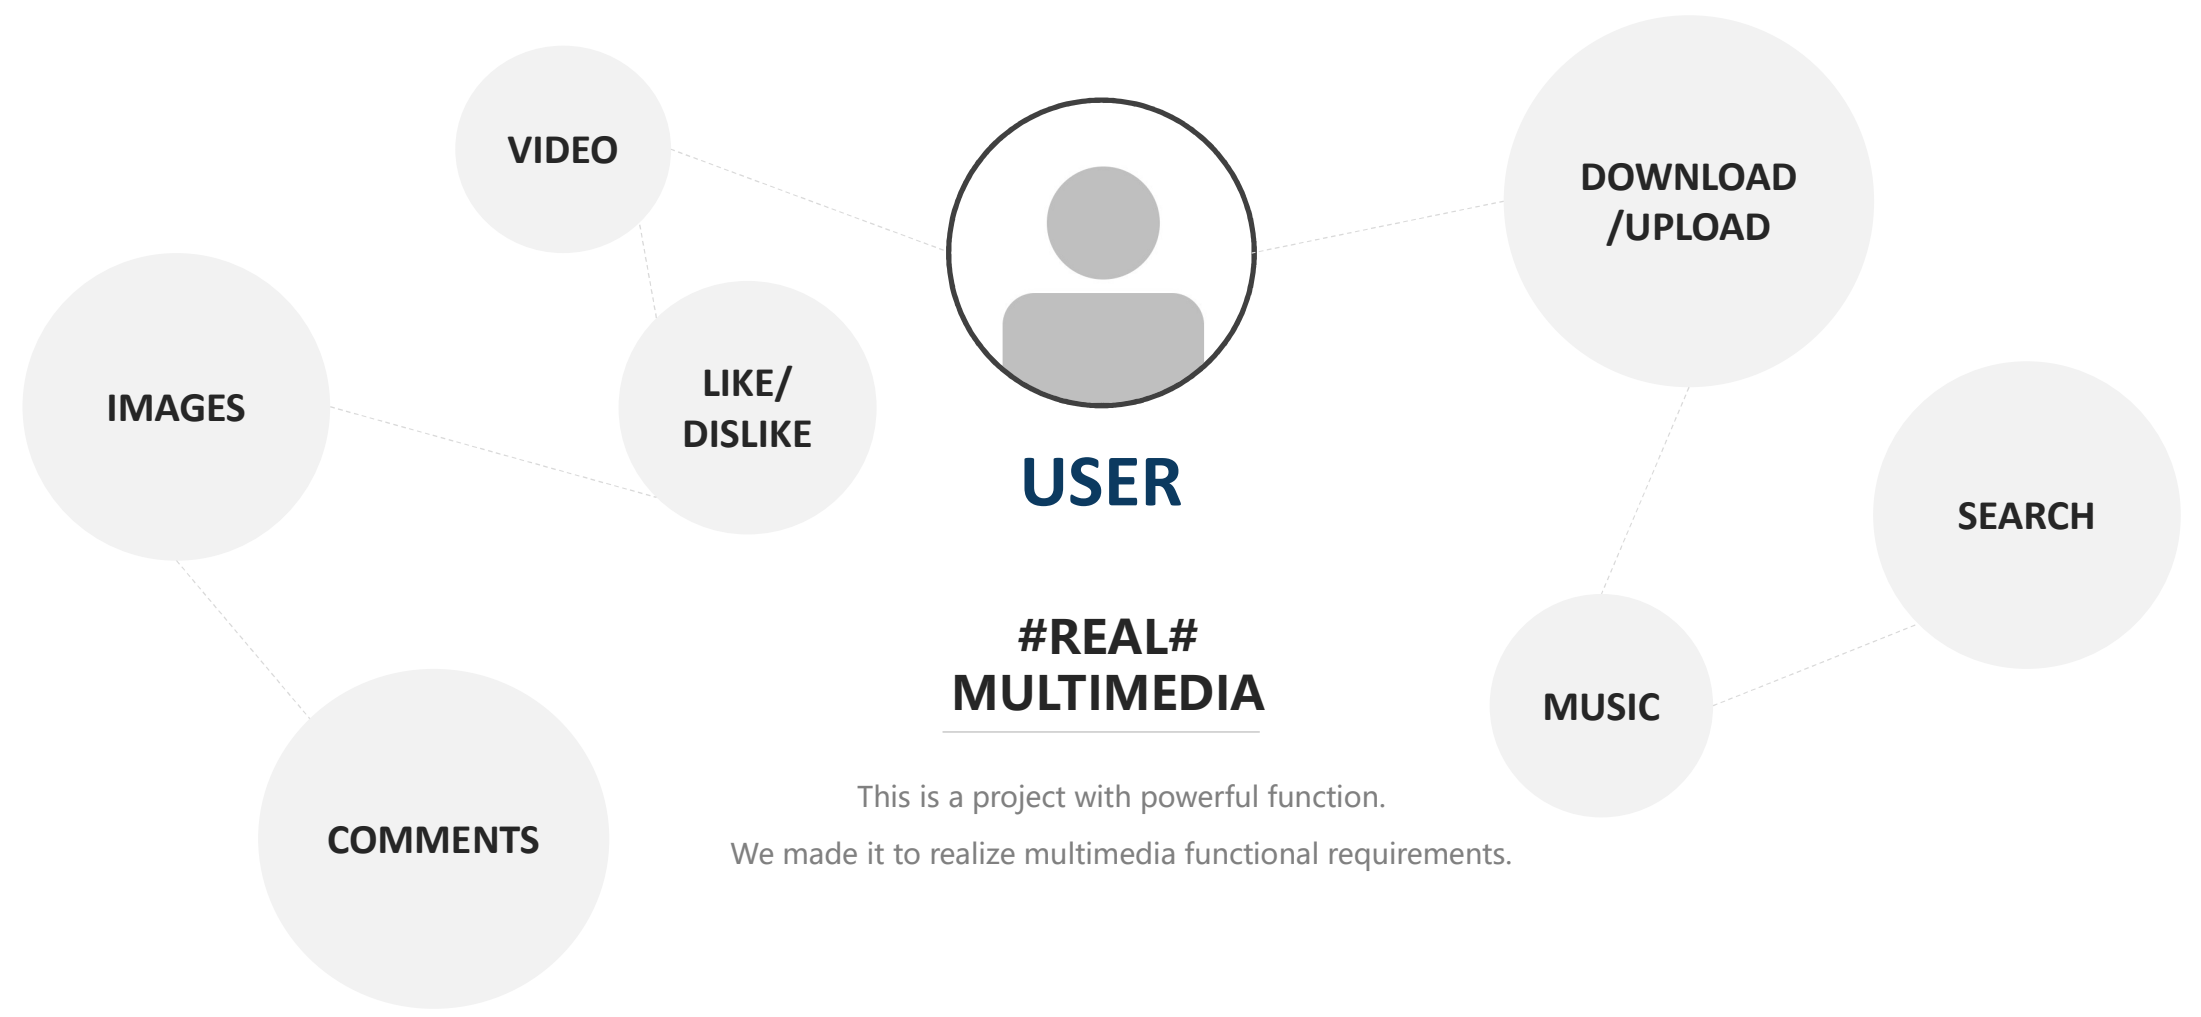 VIDEO
DOWNLOAD
/UPLOAD
IMAGES
LIKE/
DISLIKE
USER
SEARCH
#REAL#
MULTIMEDIA
MUSIC
COMMENTS
This is a project with powerful function.
We made it to realize multimedia functional requirements.